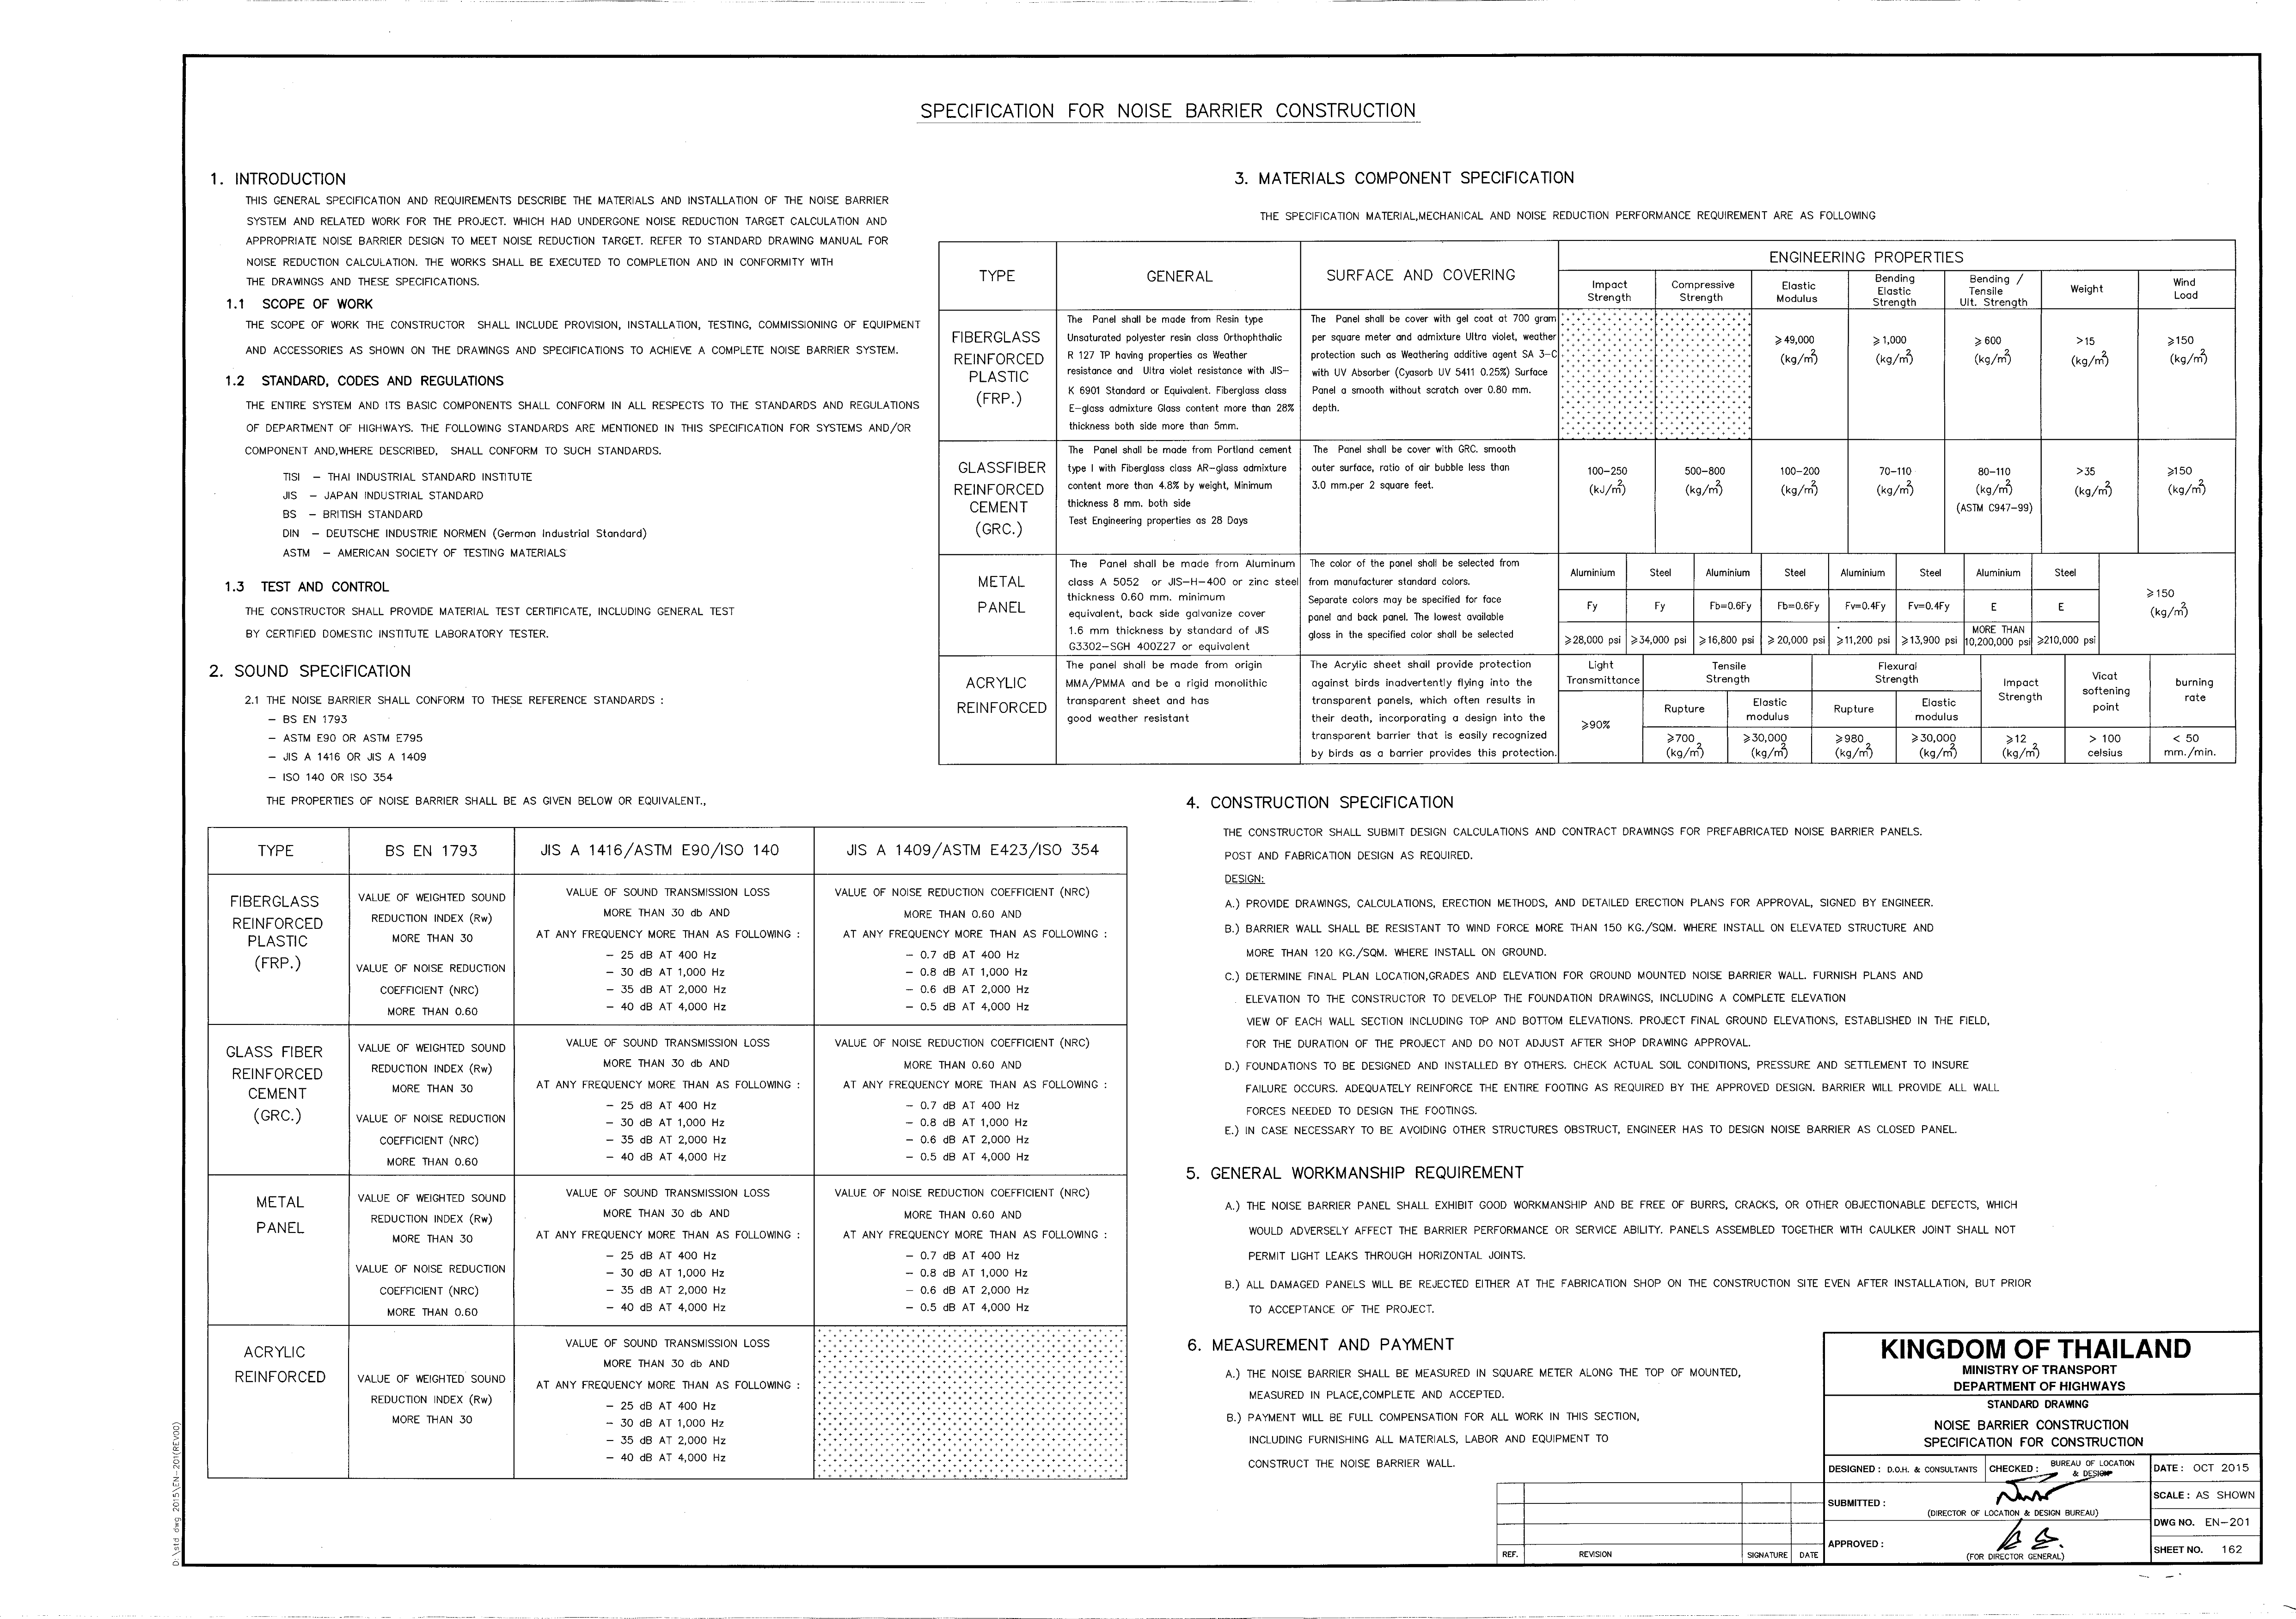 SPECIFICATION FOR NOISE BARRIER CONSTRUCTION
1. INTRODUCTION
THIS GENERAL SPECIFICATION AND REQUIREMENTS DESCRIBE THE MATERIALS AND INSTALLATION OF THE NOISE BARRIER
SYSTEM AND RELATED WORK FOR THE PROJECT. WHICH HAD UNDERGONE NOISE REDUCTION TARGET CALCULATION AND
APPROPRIATE NOISE BARRIER DESIGN TO MEET NOISE REDUCTION TARGET. REFER TO STANDARD DRAWING MANUAL FOR
NOISE REDUCTION CALCULATION. THE WORKS SHALL BE EXECUTED TO COMPLETION AND IN CONFORMITY WITH
THE DRAWINGS AND THESE SPECIFICATIONS.
1.1 SCOPE OF WORK
THE SCOPE OF WORK THE CONSTRUCTOR SHALL INCLUDE PROVISION, INSTALLATION, TESTING, COMMISSIONING OF EQUIPMENT
AND ACCESSORIES AS SHOWN ON THE DRAWINGS AND SPECIFICATIONS TO ACHIEVE A COMPLETE NOISE BARRIER SYSTEM.
1.2 STANDARD, CODES AND REGULATIONS
THE ENTIRE SYSTEM AND ITS BASIC COMPONENTS SHALL CONFORM IN ALL RESPECTS TO THE STANDARDS AND REGULATIONS
OF DEPARTMENT OF HIGHWAYS. THE FOLLOWING STANDARDS ARE MENTIONED IN THIS SPECIFICATION FOR SYSTEMS AND/OR
COMPONENT AND,WHERE DESCRIBED, SHALL CONFORM TO SUCH STANDARDS.
TISI – THAI INDUSTRIAL STANDARD INSTITUTE
JIS – JAPAN INDUSTRIAL STANDARD
BS – BRITISH STANDARD
DIN – DEUTSCHE INDUSTRIE NORMEN (German Industrial Standard)
ASTM – AMERICAN SOCIETY OF TESTING MATERIALS
1.3 TEST AND CONTROL
THE CONSTRUCTOR SHALL PROVIDE MATERIAL TEST CERTIFICATE, INCLUDING GENERAL TEST
BY CERTIFIED DOMESTIC INSTITUTE LABORATORY TESTER.
2. SOUND SPECIFICATION
2.1 THE NOISE BARRIER SHALL CONFORM TO THESE REFERENCE STANDARDS :
– BS EN 1793
– ASTM E90 OR ASTM E795
– JIS A 1416 OR JIS A 1409
– ISO 140 OR ISO 354
THE PROPERTIES OF NOISE BARRIER SHALL BE AS GIVEN BELOW OR EQUIVALENT.,
TYPE BS EN 1793 JIS A 1416/ASTM E90/ISO 140 JIS A 1409/ASTM E423/ISO 354
FIBERGLASS
REINFORCED
PLASTIC
(FRP.)
VALUE OF WEIGHTED SOUND
REDUCTION INDEX (Rw)
MORE THAN 30
VALUE OF NOISE REDUCTION
COEFFICIENT (NRC)
MORE THAN 0.60
VALUE OF SOUND TRANSMISSION LOSS
MORE THAN 30 db AND
AT ANY FREQUENCY MORE THAN AS FOLLOWING :
– 25 dB AT 400 Hz
– 30 dB AT 1,000 Hz
– 35 dB AT 2,000 Hz
– 40 dB AT 4,000 Hz
VALUE OF NOISE REDUCTION COEFFICIENT (NRC)
MORE THAN 0.60 AND
AT ANY FREQUENCY MORE THAN AS FOLLOWING :
– 0.7 dB AT 400 Hz
– 0.8 dB AT 1,000 Hz
– 0.6 dB AT 2,000 Hz
– 0.5 dB AT 4,000 Hz
GLASS FIBER
REINFORCED
CEMENT
(GRC.)
VALUE OF WEIGHTED SOUND
REDUCTION INDEX (Rw)
MORE THAN 30
VALUE OF NOISE REDUCTION
COEFFICIENT (NRC)
MORE THAN 0.60
VALUE OF SOUND TRANSMISSION LOSS
MORE THAN 30 db AND
AT ANY FREQUENCY MORE THAN AS FOLLOWING :
– 25 dB AT 400 Hz
– 30 dB AT 1,000 Hz
– 35 dB AT 2,000 Hz
– 40 dB AT 4,000 Hz
VALUE OF NOISE REDUCTION COEFFICIENT (NRC)
MORE THAN 0.60 AND
AT ANY FREQUENCY MORE THAN AS FOLLOWING :
– 0.7 dB AT 400 Hz
– 0.8 dB AT 1,000 Hz
– 0.6 dB AT 2,000 Hz
– 0.5 dB AT 4,000 Hz
METAL
PANEL
VALUE OF WEIGHTED SOUND
REDUCTION INDEX (Rw)
MORE THAN 30
VALUE OF NOISE REDUCTION
COEFFICIENT (NRC)
MORE THAN 0.60
VALUE OF SOUND TRANSMISSION LOSS
MORE THAN 30 db AND
AT ANY FREQUENCY MORE THAN AS FOLLOWING :
– 25 dB AT 400 Hz
– 30 dB AT 1,000 Hz
– 35 dB AT 2,000 Hz
– 40 dB AT 4,000 Hz
VALUE OF NOISE REDUCTION COEFFICIENT (NRC)
MORE THAN 0.60 AND
AT ANY FREQUENCY MORE THAN AS FOLLOWING :
– 0.7 dB AT 400 Hz
– 0.8 dB AT 1,000 Hz
– 0.6 dB AT 2,000 Hz
– 0.5 dB AT 4,000 Hz
ACRYLIC
REINFORCED
VALUE OF WEIGHTED SOUND
REDUCTION INDEX (Rw)
MORE THAN 30
VALUE OF SOUND TRANSMISSION LOSS
MORE THAN 30 db AND
AT ANY FREQUENCY MORE THAN AS FOLLOWING :
– 25 dB AT 400 Hz
– 30 dB AT 1,000 Hz
– 35 dB AT 2,000 Hz
– 40 dB AT 4,000 Hz
3. MATERIALS COMPONENT SPECIFICATION
THE SPECIFICATION MATERIAL,MECHANICAL AND NOISE REDUCTION PERFORMANCE REQUIREMENT ARE AS FOLLOWING
TYPE GENERAL SURFACE AND COVERING ENGINEERING PROPERTIES
Impact
Strength
Compressive
Strength
Elastic
Modulus
Bending
Elastic
Strength
Bending /
Tensile
Ult. Strength
Weight
Wind
Load
FIBERGLASS
REINFORCED
PLASTIC
(FRP.)
The Panel shall be made from Resin type
Unsaturated polyester resin class Orthophthalic
R 127 TP having properties as Weather
resistance and Ultra violet resistance with JIS–
K 6901 Standard or Equivalent. Fiberglass class
E–glass admixture Glass content more than 28%
thickness both side more than 5mm.
The Panel shall be cover with gel coat at 700 gram
per square meter and admixture Ultra violet, weather
protection such as Weathering additive agent SA 3–C
with UV Absorber (Cyasorb UV 5411 0.25%) Surface
Panel a smooth without scratch over 0.80 mm.
depth.
⩾49,000 ⩾1,000 ⩾600 >15 ⩾150
(kg/m²) (kg/m²) (kg/m²) (kg/m²) (kg/m²)
GLASSFIBER
REINFORCED
CEMENT
(GRC.)
The Panel shall be made from Portland cement
type I with Fiberglass class AR–glass admixture
content more than 4.8% by weight, Minimum
thickness 8 mm. both side
Test Engineering properties as 28 Days
The Panel shall be cover with GRC. smooth
outer surface, ratio of air bubble less than
3.0 mm.per 2 square feet.
100–250 500–800 100–200 70–110 80–110 >35 ⩾150
(kJ/m²) (kg/m²) (kg/m²) (kg/m²) (kg/m²) (kg/m²) (kg/m²)
(ASTM C947–99)
METAL
PANEL
The Panel shall be made from Aluminum
class A 5052 or JIS–H–400 or zinc steel
thickness 0.60 mm. minimum
equivalent, back side galvanize cover
1.6 mm thickness by standard of JIS
G3302–SGH 400Z27 or equivalent
The color of the panel shall be selected from
from manufacturer standard colors.
Separate colors may be specified for face
panel and back panel. The lowest available
gloss in the specified color shall be selected
Aluminium Steel Aluminium Steel Aluminium Steel Aluminium Steel
Fy Fy Fb=0.6Fy Fb=0.6Fy Fv=0.4Fy Fv=0.4Fy E E
⩾28,000 psi ⩾34,000 psi ⩾16,800 psi ⩾20,000 psi ⩾11,200 psi ⩾13,900 psi MORE THAN 10,200,000 psi ⩾210,000 psi
⩾150
(kg/m²)
ACRYLIC
REINFORCED
The panel shall be made from origin
MMA/PMMA and be a rigid monolithic
transparent sheet and has
good weather resistant
The Acrylic sheet shall provide protection
against birds inadvertently flying into the
transparent panels, which often results in
their death, incorporating a design into the
transparent barrier that is easily recognized
by birds as a barrier provides this protection.
Light
Transmittance
⩾90%
Tensile
Strength
Rupture
Elastic
modulus
⩾700
(kg/m²)
⩾30,000
(kg/m²)
Flexural
Strength
Rupture
Elastic
modulus
⩾980
(kg/m²)
⩾30,000
(kg/m²)
Impact
Strength
⩾12
(kg/m²)
Vicat
softening
point
> 100
celsius
burning
rate
< 50
mm./min.
4. CONSTRUCTION SPECIFICATION
THE CONSTRUCTOR SHALL SUBMIT DESIGN CALCULATIONS AND CONTRACT DRAWINGS FOR PREFABRICATED NOISE BARRIER PANELS.
POST AND FABRICATION DESIGN AS REQUIRED.
DESIGN:
A.) PROVIDE DRAWINGS, CALCULATIONS, ERECTION METHODS, AND DETAILED ERECTION PLANS FOR APPROVAL, SIGNED BY ENGINEER.
B.) BARRIER WALL SHALL BE RESISTANT TO WIND FORCE MORE THAN 150 KG./SQM. WHERE INSTALL ON ELEVATED STRUCTURE AND
MORE THAN 120 KG./SQM. WHERE INSTALL ON GROUND.
C.) DETERMINE FINAL PLAN LOCATION,GRADES AND ELEVATION FOR GROUND MOUNTED NOISE BARRIER WALL. FURNISH PLANS AND
ELEVATION TO THE CONSTRUCTOR TO DEVELOP THE FOUNDATION DRAWINGS, INCLUDING A COMPLETE ELEVATION
VIEW OF EACH WALL SECTION INCLUDING TOP AND BOTTOM ELEVATIONS. PROJECT FINAL GROUND ELEVATIONS, ESTABLISHED IN THE FIELD,
FOR THE DURATION OF THE PROJECT AND DO NOT ADJUST AFTER SHOP DRAWING APPROVAL.
D.) FOUNDATIONS TO BE DESIGNED AND INSTALLED BY OTHERS. CHECK ACTUAL SOIL CONDITIONS, PRESSURE AND SETTLEMENT TO INSURE
FAILURE OCCURS. ADEQUATELY REINFORCE THE ENTIRE FOOTING AS REQUIRED BY THE APPROVED DESIGN. BARRIER WILL PROVIDE ALL WALL
FORCES NEEDED TO DESIGN THE FOOTINGS.
E.) IN CASE NECESSARY TO BE AVOIDING OTHER STRUCTURES OBSTRUCT, ENGINEER HAS TO DESIGN NOISE BARRIER AS CLOSED PANEL.
5. GENERAL WORKMANSHIP REQUIREMENT
A.) THE NOISE BARRIER PANEL SHALL EXHIBIT GOOD WORKMANSHIP AND BE FREE OF BURRS, CRACKS, OR OTHER OBJECTIONABLE DEFECTS, WHICH
WOULD ADVERSELY AFFECT THE BARRIER PERFORMANCE OR SERVICE ABILITY. PANELS ASSEMBLED TOGETHER WITH CAULKER JOINT SHALL NOT
PERMIT LIGHT LEAKS THROUGH HORIZONTAL JOINTS.
B.) ALL DAMAGED PANELS WILL BE REJECTED EITHER AT THE FABRICATION SHOP ON THE CONSTRUCTION SITE EVEN AFTER INSTALLATION, BUT PRIOR
TO ACCEPTANCE OF THE PROJECT.
6. MEASUREMENT AND PAYMENT
A.) THE NOISE BARRIER SHALL BE MEASURED IN SQUARE METER ALONG THE TOP OF MOUNTED,
MEASURED IN PLACE,COMPLETE AND ACCEPTED.
B.) PAYMENT WILL BE FULL COMPENSATION FOR ALL WORK IN THIS SECTION,
INCLUDING FURNISHING ALL MATERIALS, LABOR AND EQUIPMENT TO
CONSTRUCT THE NOISE BARRIER WALL.
REF. REVISION SIGNATURE DATE
KINGDOM OF THAILAND
MINISTRY OF TRANSPORT
DEPARTMENT OF HIGHWAYS
STANDARD DRAWING
NOISE BARRIER CONSTRUCTION
SPECIFICATION FOR CONSTRUCTION
DESIGNED : D.O.H. & CONSULTANTS
CHECKED : BUREAU OF LOCATION
& DESIGN
DATE : OCT 2015
SUBMITTED :
(DIRECTOR OF LOCATION & DESIGN BUREAU)
SCALE : AS SHOWN
DWG NO. EN–201
APPROVED :
(FOR DIRECTOR GENERAL)
SHEET NO. 162
D:\std dwg 2015\EN–201(REV00)